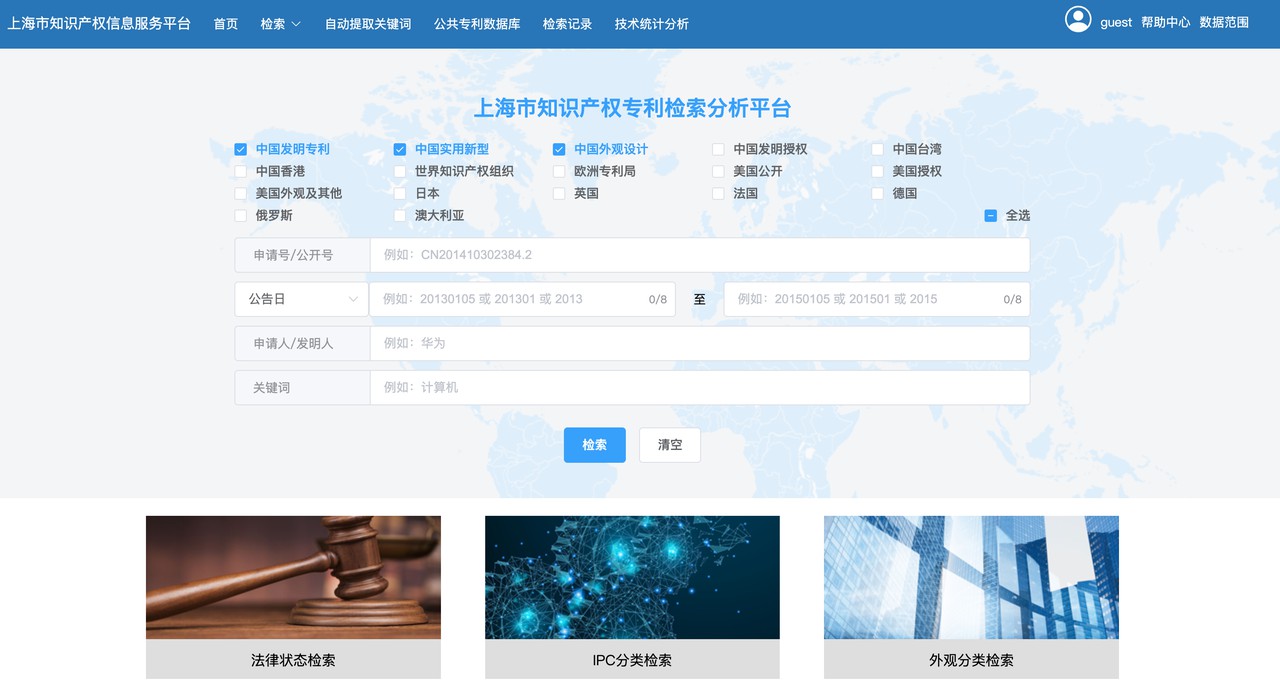 上海市知识产权信息服务平台 首页 检索 自动提取关键词 公共专利数据库 检索记录 技术统计分析 guest 帮助中心 数据范围
上海市知识产权专利检索分析平台
中国发明专利 中国实用新型 中国外观设计 中国发明授权 中国台湾
中国香港 世界知识产权组织 欧洲专利局 美国公开 美国授权
美国外观及其他 日本 英国 法国 德国
俄罗斯 澳大利亚 全选
申请号/公开号 例如：CN201410302384.2
公告日 例如：20130105 或 201301 或 2013 0/8 至 例如：20150105 或 201501 或 2015 0/8
申请人/发明人 例如：华为
关键词 例如：计算机
检索 清空
法律状态检索 IPC分类检索 外观分类检索